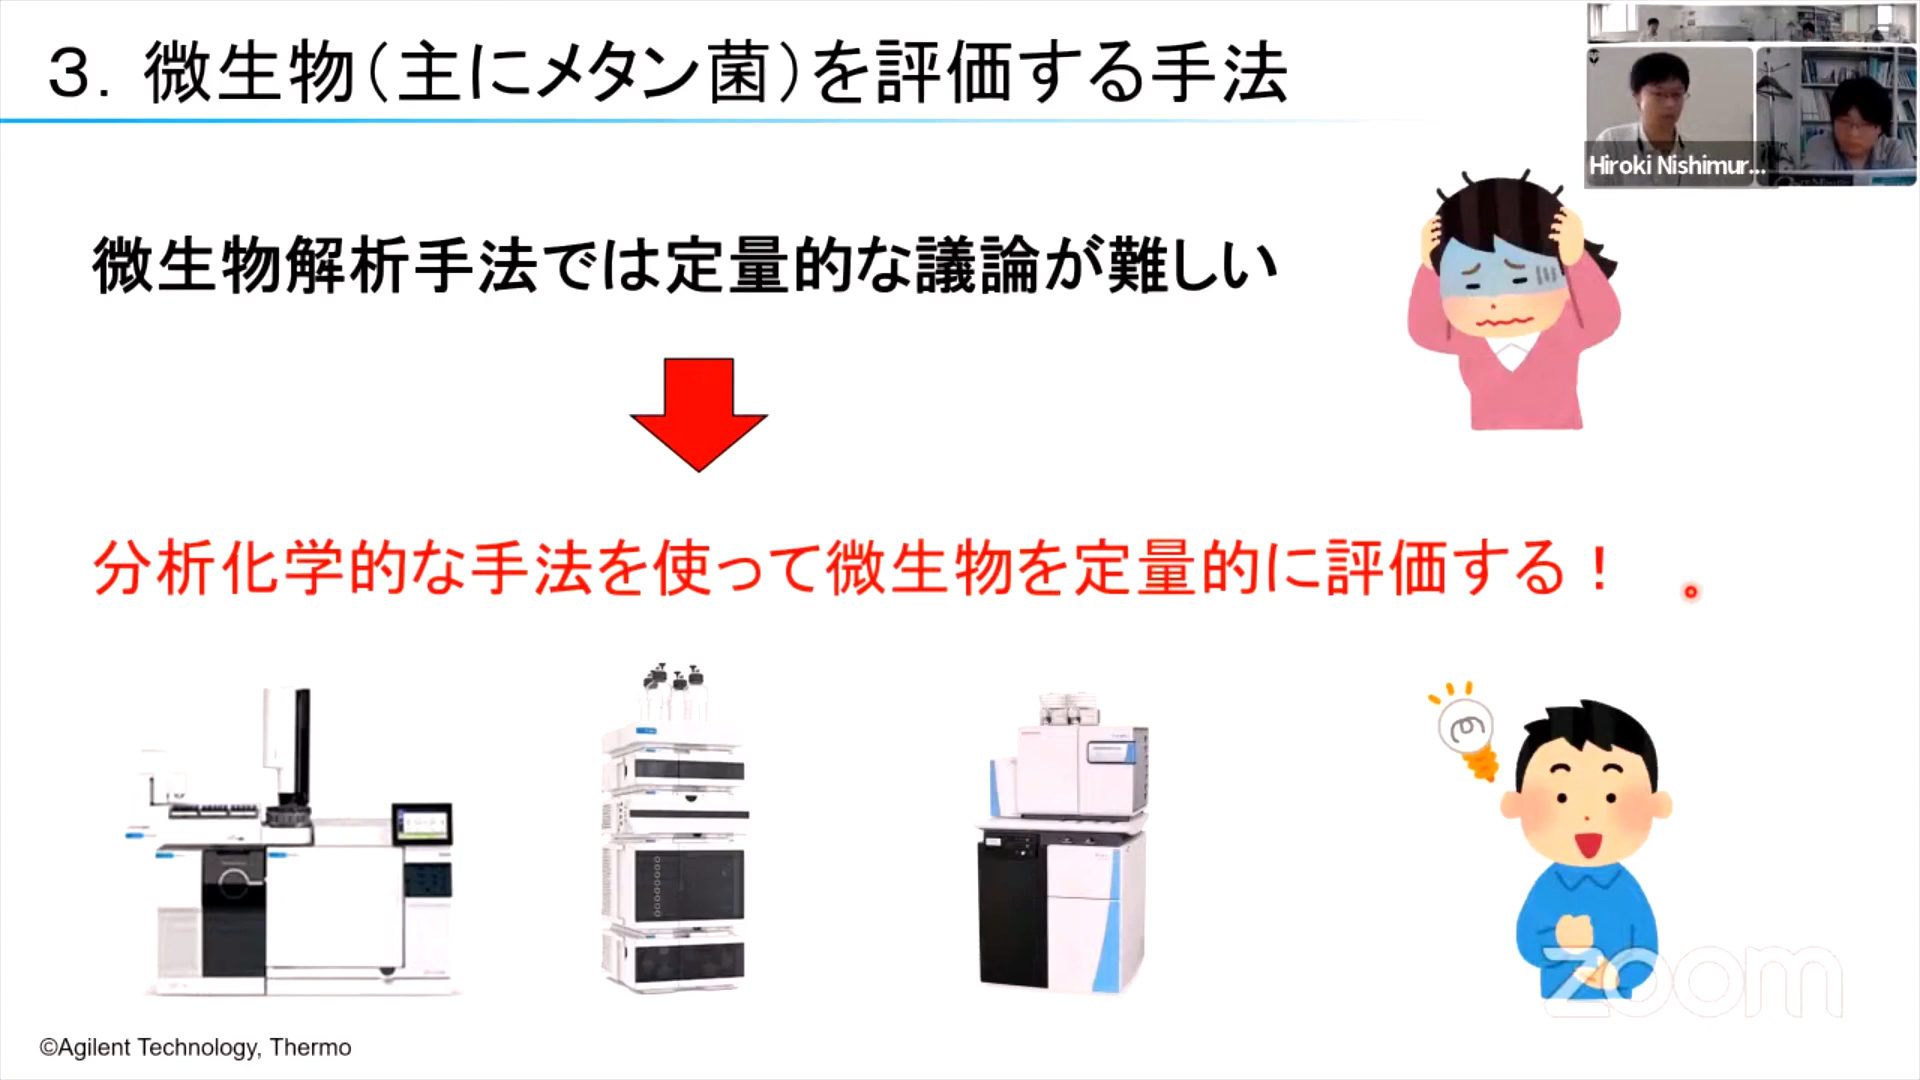 ３．微生物（主にメタン菌）を評価する手法
Hiroki Nishimur...
微生物解析手法では定量的な議論が難しい
分析化学的な手法を使って微生物を定量的に評価する！
zoom
©Agilent Technology, Thermo